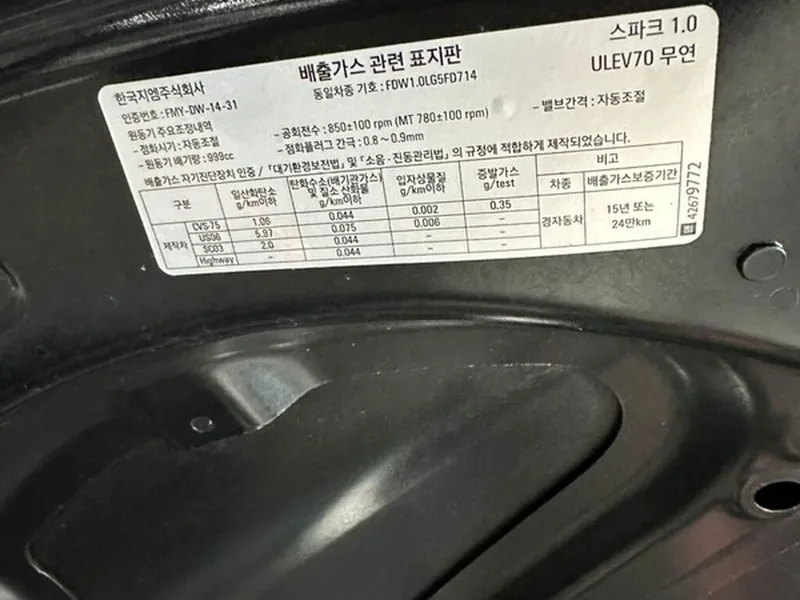 스파크 1.0
배출가스 관련 표지판
ULEV70 무연
한국지엠주식회사
동일차종 기호 : FDW1.0LG5FD714
인증번호 : FMY-DW-14-31
원동기 주요조정내역
- 공회전수 : 850±100 rpm (MT 780±100 rpm)
- 밸브간격 : 자동조절
- 점화시기 : 자동조절
- 점화플러그 간극 : 0.8～0.9mm
- 원동기 배기량 : 999cc
배출가스 자기진단장치 인증 / 「대기환경보전법」 및 「소음 · 진동관리법」 의 규정에 적합하게 제작되었습니다.
구분 일산화탄소 g/km이하 탄화수소(배기관가스) 및 질소 산화물 g/km이하 입자상물질 g/km이하 증발가스 g/test 비고
차종 배출가스보증기간
제작차 CVS-75 1.06 0.044 0.002 0.35 경자동차 15년 또는 24만km
US06 5.97 0.075 0.006 -
SC03 2.0 0.044 - -
Highway - 0.044 - -
42679772